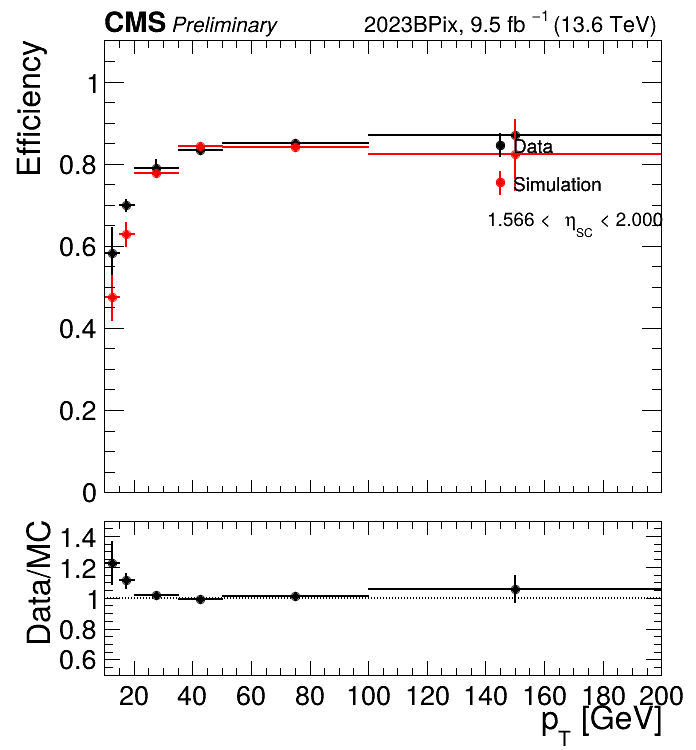 CMS Preliminary 2023BPix, 9.5 fb⁻¹ (13.6 TeV)
Efficiency
1
0.8
0.6
0.4
0.2
0
Data
Simulation
1.566 < η_SC < 2.000
Data/MC
1.4
1.2
1
0.8
0.6
20 40 60 80 100 120 140 160 180 200
p_T [GeV]